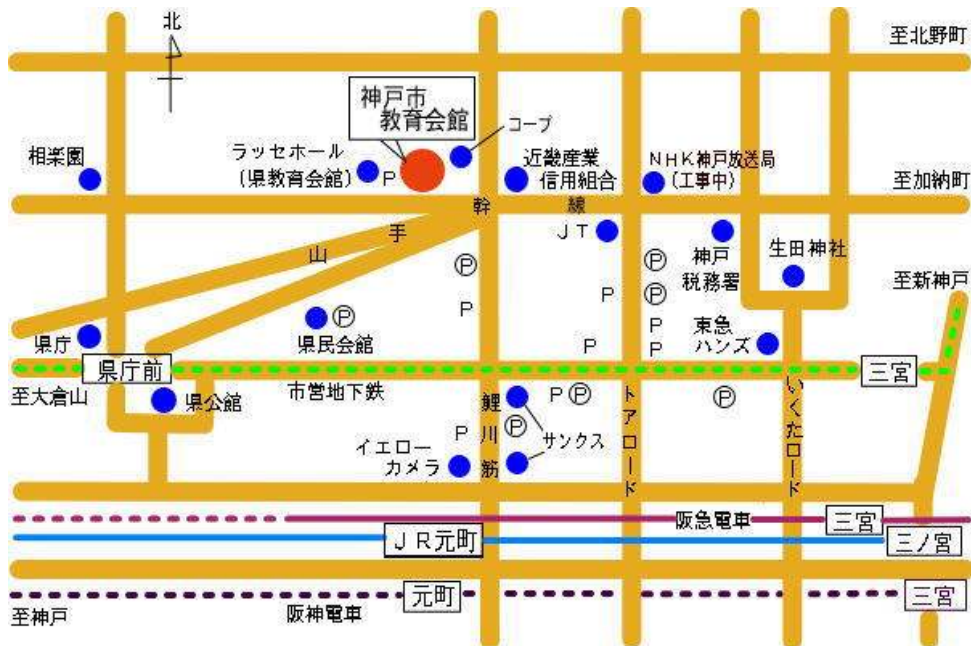 北
至北野町
神戸市
教育会館
コープ
相楽園
ラッセホール
(県教育会館)
P
近畿産業
信用組合
NHK神戸放送局
(工事中)
至加納町
山手幹線
JT
神戸
税務署
生田神社
至新神戸
P
P
P
P
P
県庁
県民会館
P
P
P
P
東急
ハンズ
県庁前
三宮
至大倉山
県公館
市営地下鉄
鯉川筋
P
P
P
トアロード
P
いくたロード
イエロー
カメラ
P
サンクス
阪急電車
三宮
JR元町
三ノ宮
元町
三宮
至神戸
阪神電車